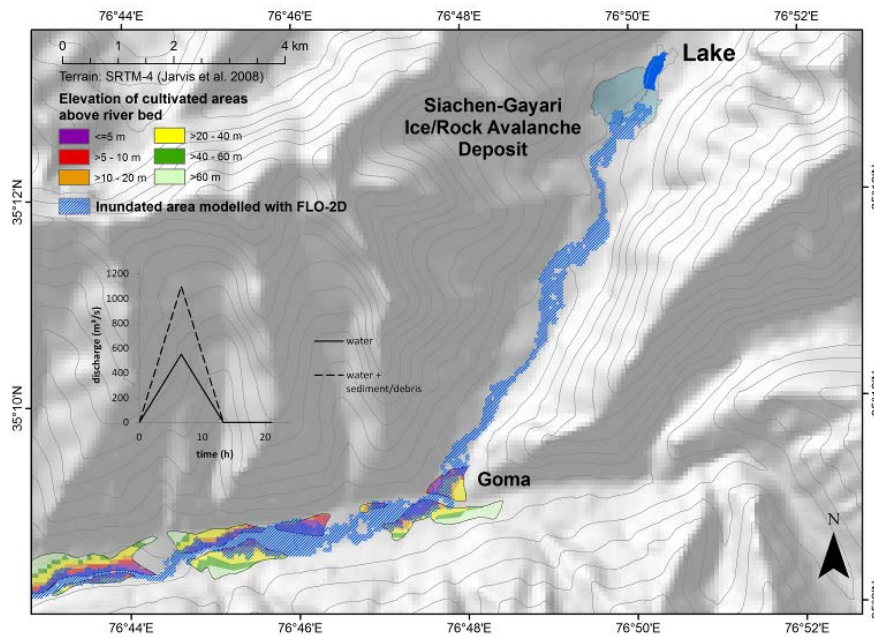 76°44'E 76°46'E 76°48'E 76°50'E 76°52'E
0 1 2 4 km
Terrain: SRTM-4 (Jarvis et al. 2008)
Elevation of cultivated areas
above river bed
<=5 m >20 - 40 m
>5 - 10 m >40 - 60 m
>10 - 20 m >60 m
Inundated area modelled with FLO-2D
Lake
Siachen-Gayari
Ice/Rock Avalanche
Deposit
35°12'N
1200
1000
800
600
400
200
0
discharge (m³/s)
0 10 20
time (h)
water
water +
sediment/debris
35°10'N
Goma
N
76°44'E 76°46'E 76°48'E 76°50'E 76°52'E